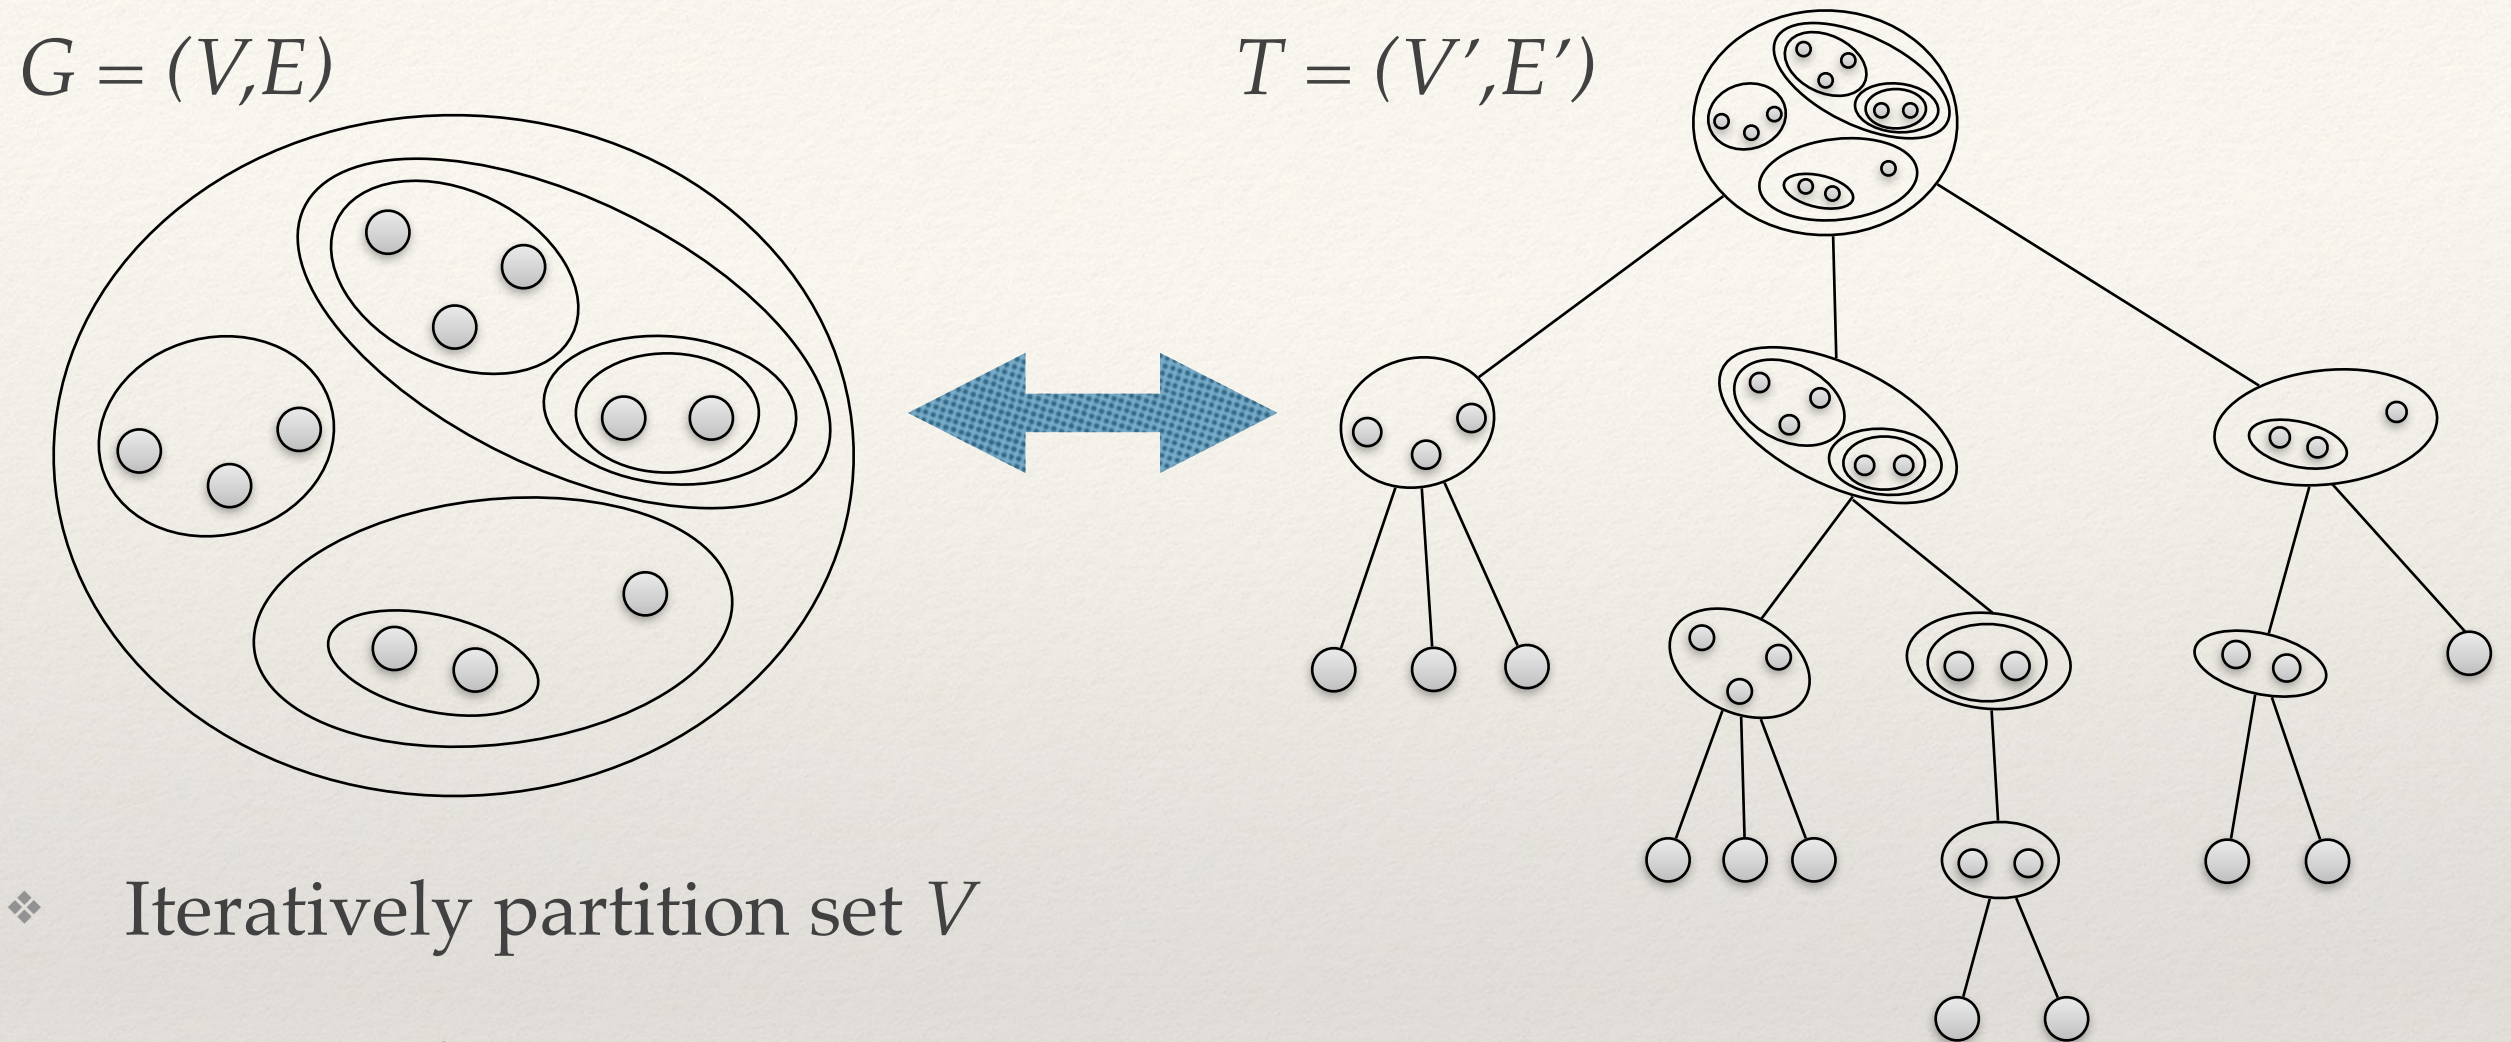 G = (V,E)
T = (V′,E′)
Iteratively partition set V